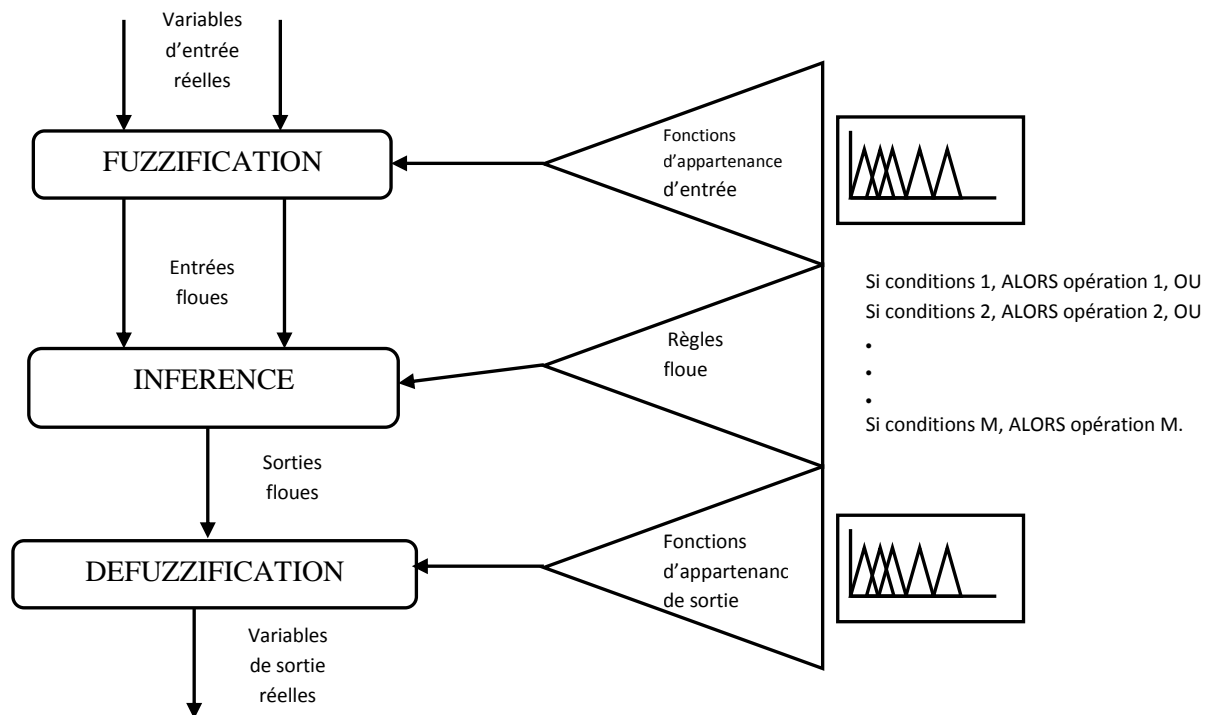 Variables
d’entrée
réelles
FUZZIFICATION
Fonctions
d’appartenance
d’entrée
Entrées
floues
Si conditions 1, ALORS opération 1, OU
Si conditions 2, ALORS opération 2, OU
.
.
.
Si conditions M, ALORS opération M.
Règles
floue
INFERENCE
Sorties
floues
Fonctions
d’appartenanc
de sortie
DEFUZZIFICATION
Variables
de sortie
réelles